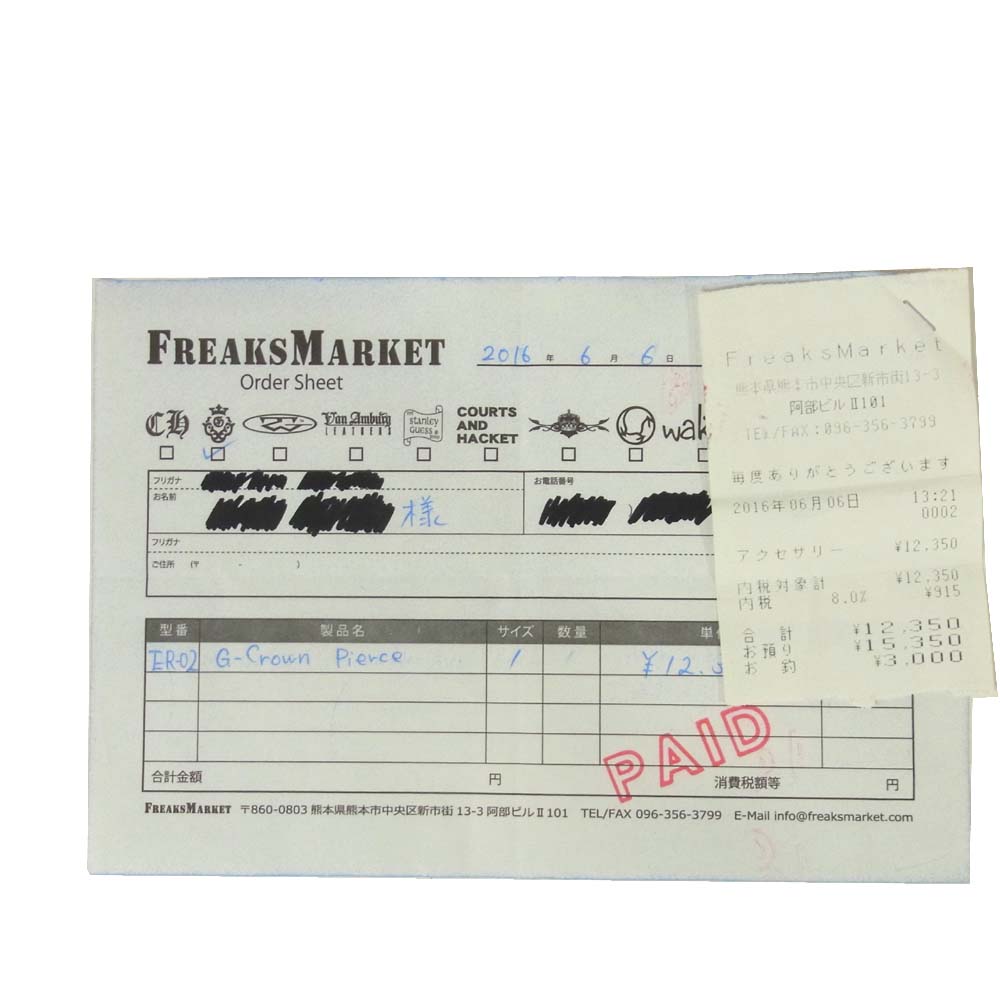 FREAKSMARKET
Order Sheet
2016 年 6 月 6 日
CH
Van Amburg
LEATHERS
stanley
GUESS
COURTS
AND
HACKET
wak
フリガナ
お名前
様
お電話番号
フリガナ
ご住所 (〒 - )
型番 製品名 サイズ 数量 単
ER-02 G-Crown Pierce 1 1 ¥12.
PAID
合計金額 円 消費税額等 円
FREAKSMARKET 〒860-0803 熊本県熊本市中央区新市街 13-3 阿部ビルⅡ101 TEL/FAX 096-356-3799 E-Mail info@freaksmarket.com
FreaksMarket
熊本県熊本市中央区新市街13-3
阿部ビルⅡ101
TEL/FAX:096-356-3799
毎度ありがとうございます
2016年06月06日 13:21
0002
アクセサリー ¥12,350
内税対象計 ¥12,350
内税 8.0% ¥915
合 計 ¥12,350
お預り ¥15,350
お 釣 ¥3,000